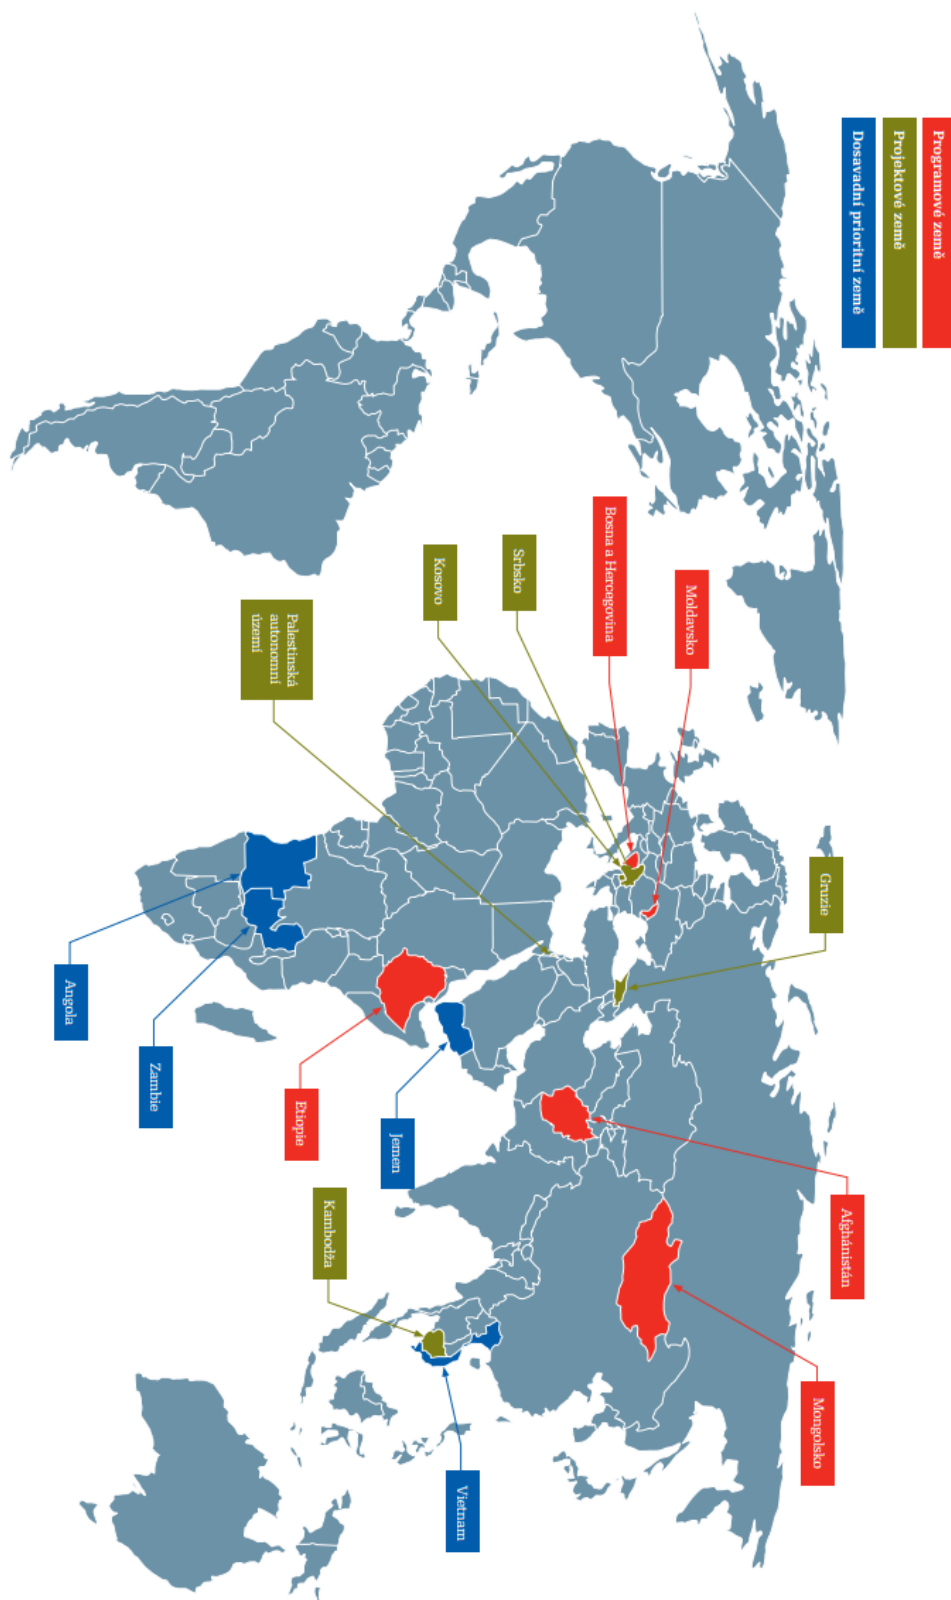 Programové země
Projektové země
Dosavadní prioritní země
Moldavsko
Bosna a Hercegovina
Srbsko
Kosovo
Palestinská
autonomní
území
Gruzie
Afghánistán
Mongolsko
Angola
Zambie
Etiopie
Jemen
Kambodža
Vietnam